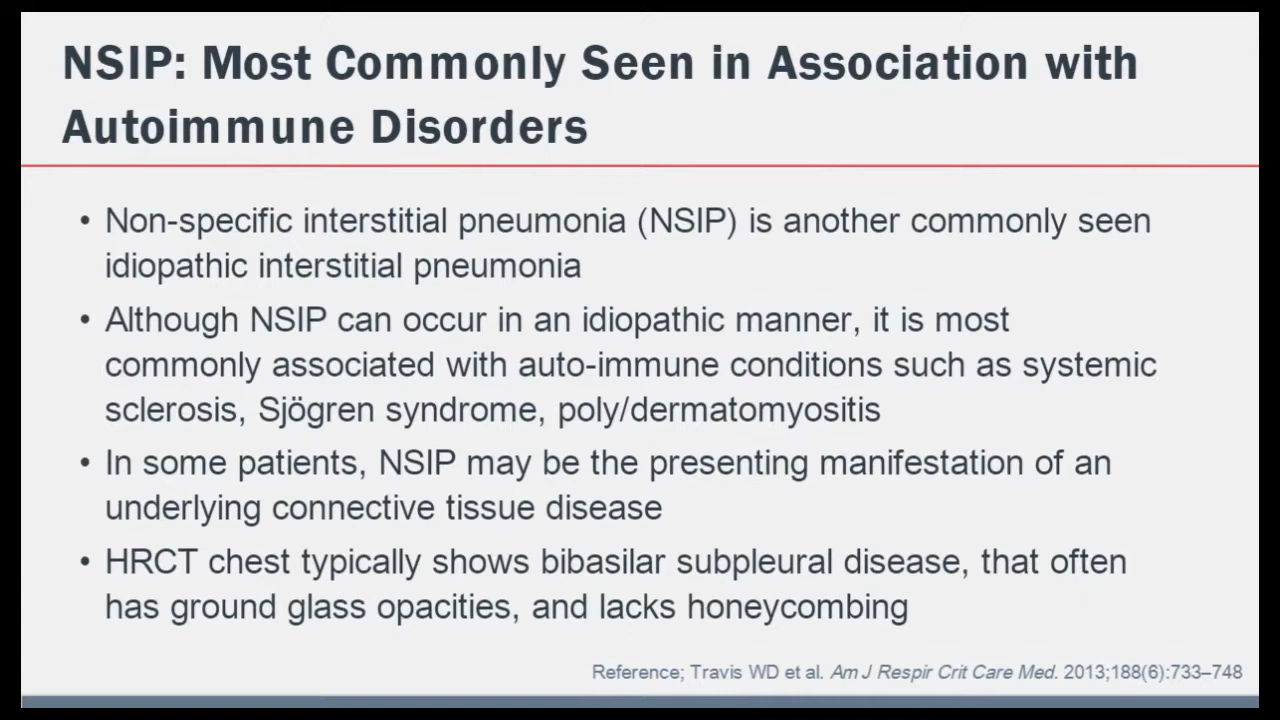 NSIP: Most Commonly Seen in Association with
Autoimmune Disorders
• Non-specific interstitial pneumonia (NSIP) is another commonly seen
idiopathic interstitial pneumonia
• Although NSIP can occur in an idiopathic manner, it is most
commonly associated with auto-immune conditions such as systemic
sclerosis, Sjögren syndrome, poly/dermatomyositis
• In some patients, NSIP may be the presenting manifestation of an
underlying connective tissue disease
• HRCT chest typically shows bibasilar subpleural disease, that often
has ground glass opacities, and lacks honeycombing
Reference; Travis WD et al. Am J Respir Crit Care Med. 2013;188(6):733–748